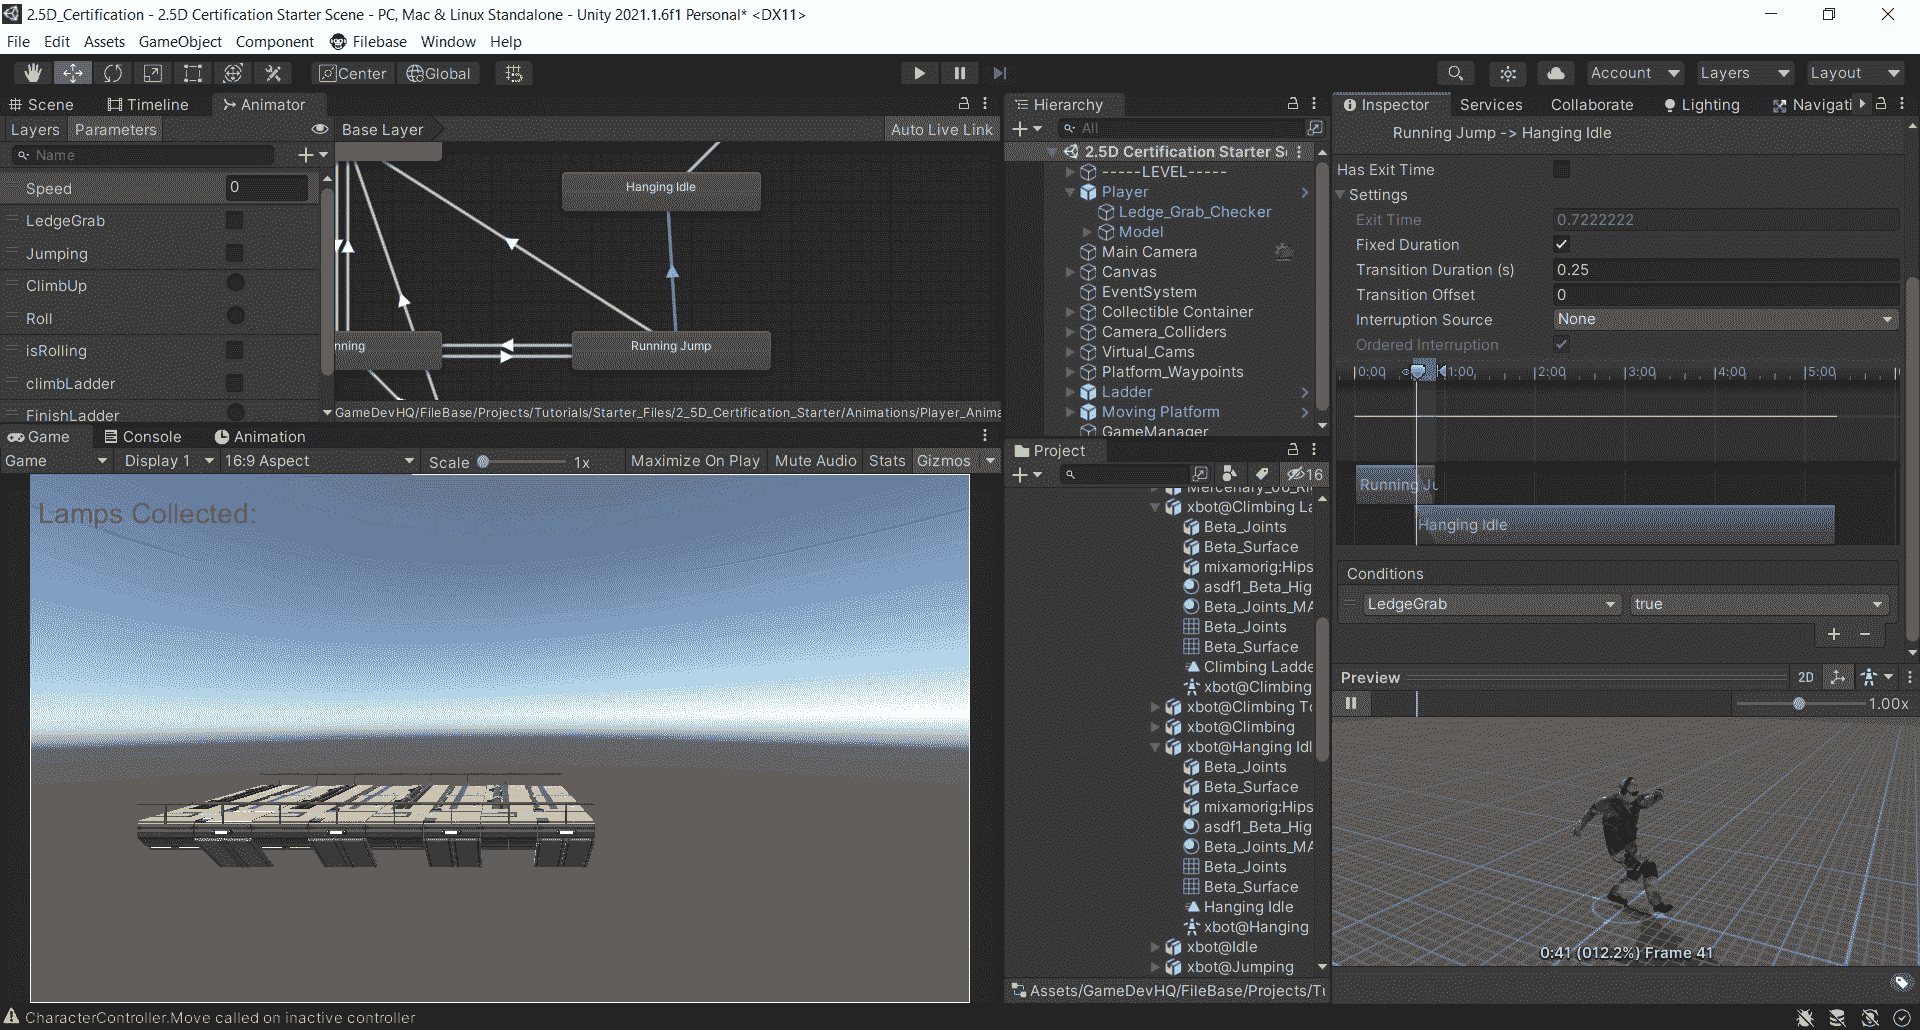 2.5D_Certification - 2.5D Certification Starter Scene - PC, Mac & Linux Standalone - Unity 2021.1.6f1 Personal* <DX11>
File Edit Assets GameObject Component Filebase Window Help
Center Global Account Layers Layout
Scene Timeline Animator
Layers Parameters Base Layer Auto Live Link
Name
Speed 0
LedgeGrab
Jumping
ClimbUp
Roll
isRolling
climbLadder
FinishLadder
Hanging Idle
nning
Running Jump
GameDevHQ/FileBase/Projects/Tutorials/Starter_Files/2_5D_Certification_Starter/Animations/Player_Anima
Game Console Animation
Game Display 1 16:9 Aspect Scale 1x Maximize On Play Mute Audio Stats Gizmos
Lamps Collected:
Hierarchy
All
2.5D Certification Starter S
-----LEVEL-----
Player
Ledge_Grab_Checker
Model
Main Camera
Canvas
EventSystem
Collectible Container
Camera_Colliders
Virtual_Cams
Platform_Waypoints
Ladder
Moving Platform
GameManager
Project
16
xbot@Climbing La
Beta_Joints
Beta_Surface
mixamorig:Hips
asdf1_Beta_Hig
Beta_Joints_MA
Beta_Joints
Beta_Surface
Climbing Ladde
xbot@Climbing
xbot@Climbing To
xbot@Climbing
xbot@Hanging Idl
Beta_Joints
Beta_Surface
mixamorig:Hips
asdf1_Beta_Hig
Beta_Joints_MA
Beta_Joints
Beta_Surface
Hanging Idle
xbot@Hanging
xbot@Idle
xbot@Jumping
Assets/GameDevHQ/FileBase/Projects/Tu
Inspector Services Collaborate Lighting Navigati
Running Jump -> Hanging Idle
Has Exit Time
Settings
Exit Time 0.7222222
Fixed Duration
Transition Duration (s) 0.25
Transition Offset 0
Interruption Source None
Ordered Interruption
0:00 1:00 2:00 3:00 4:00 5:00
Running Ju
Hanging Idle
Conditions
LedgeGrab true
Preview 2D
1.00x
0:41 (012.2%) Frame 41
CharacterController.Move called on inactive controller